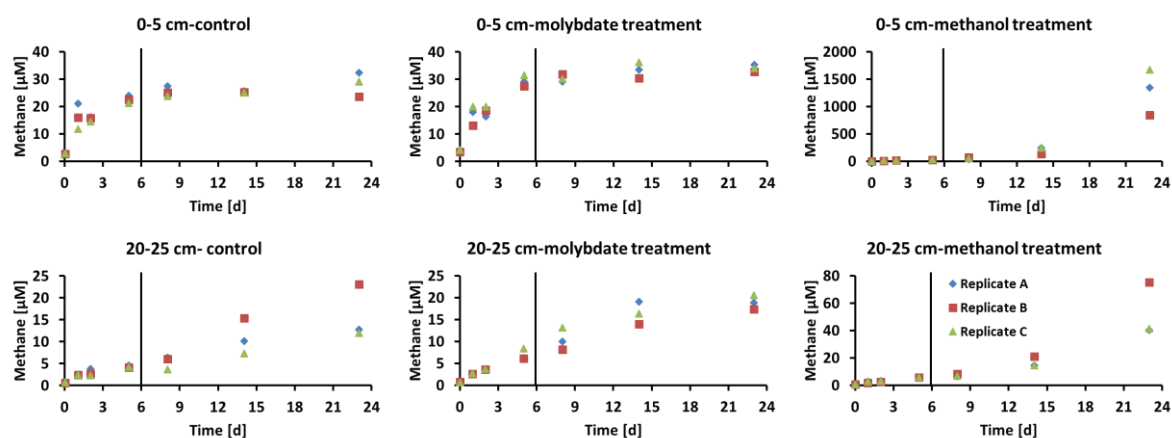 0-5 cm-control
Methane [µM]
40
30
20
10
0
0 3 6 9 12 15 18 21 24
Time [d]
0-5 cm-molybdate treatment
Methane [µM]
40
30
20
10
0
0 3 6 9 12 15 18 21 24
Time [d]
0-5 cm-methanol treatment
Methane [µM]
2000
1500
1000
500
0
0 3 6 9 12 15 18 21 24
Time [d]
20-25 cm- control
Methane [µM]
25
20
15
10
5
0
0 3 6 9 12 15 18 21 24
Time [d]
20-25 cm-molybdate treatment
Methane [µM]
25
20
15
10
5
0
0 3 6 9 12 15 18 21 24
Time [d]
20-25 cm-methanol treatment
Methane [µM]
80
60
40
20
0
Replicate A
Replicate B
Replicate C
0 3 6 9 12 15 18 21 24
Time [d]